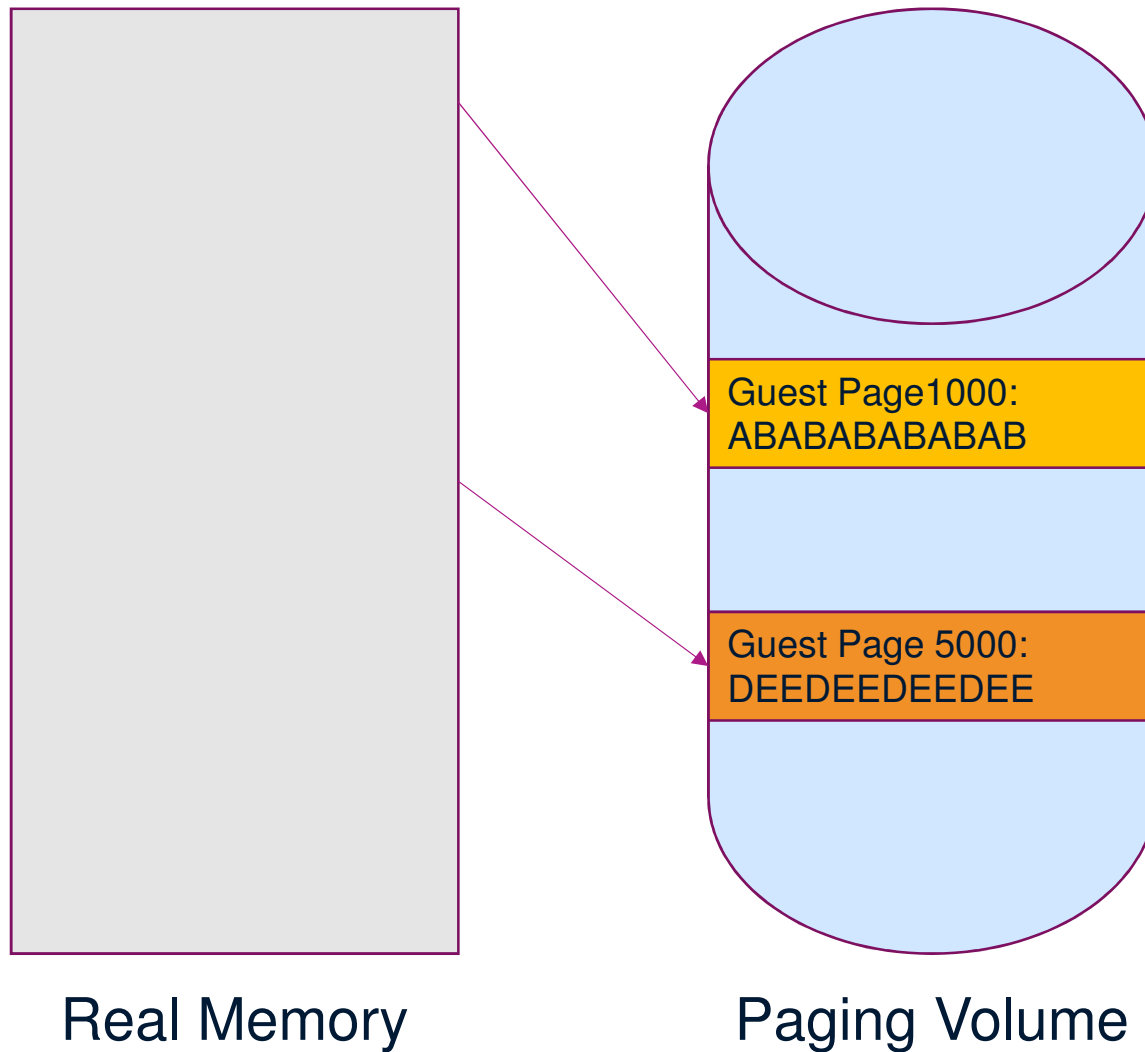 Guest Page1000:
ABABABABABAB
Guest Page 5000:
DEEDEEDEEDEE
Real Memory
Paging Volume